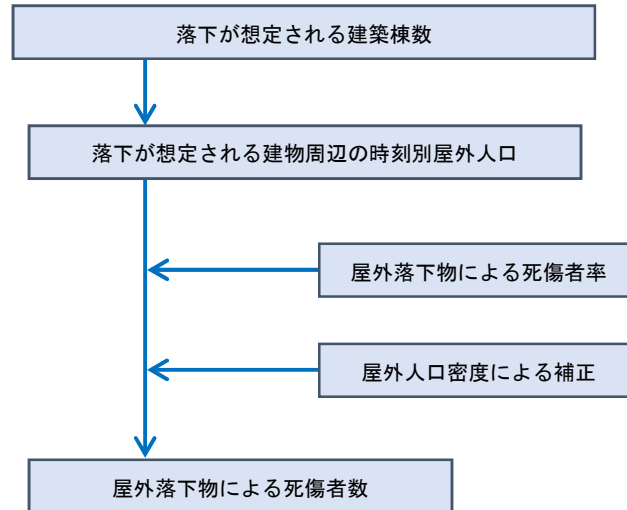 落下が想定される建築棟数
落下が想定される建物周辺の時刻別屋外人口
屋外落下物による死傷者率
屋外人口密度による補正
屋外落下物による死傷者数